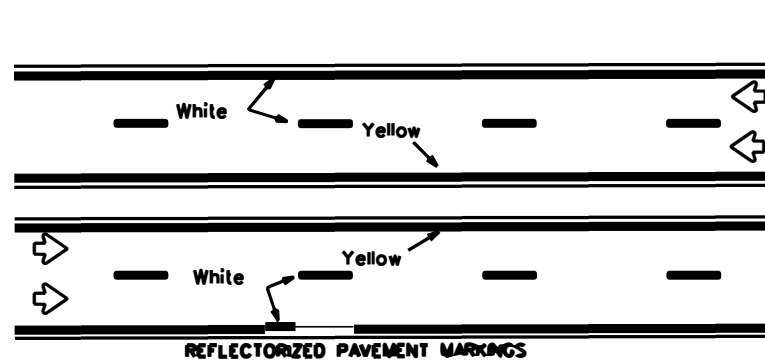 White
Yellow
Yellow
White
REFLECTORIZED PAVEMENT MARKINGS